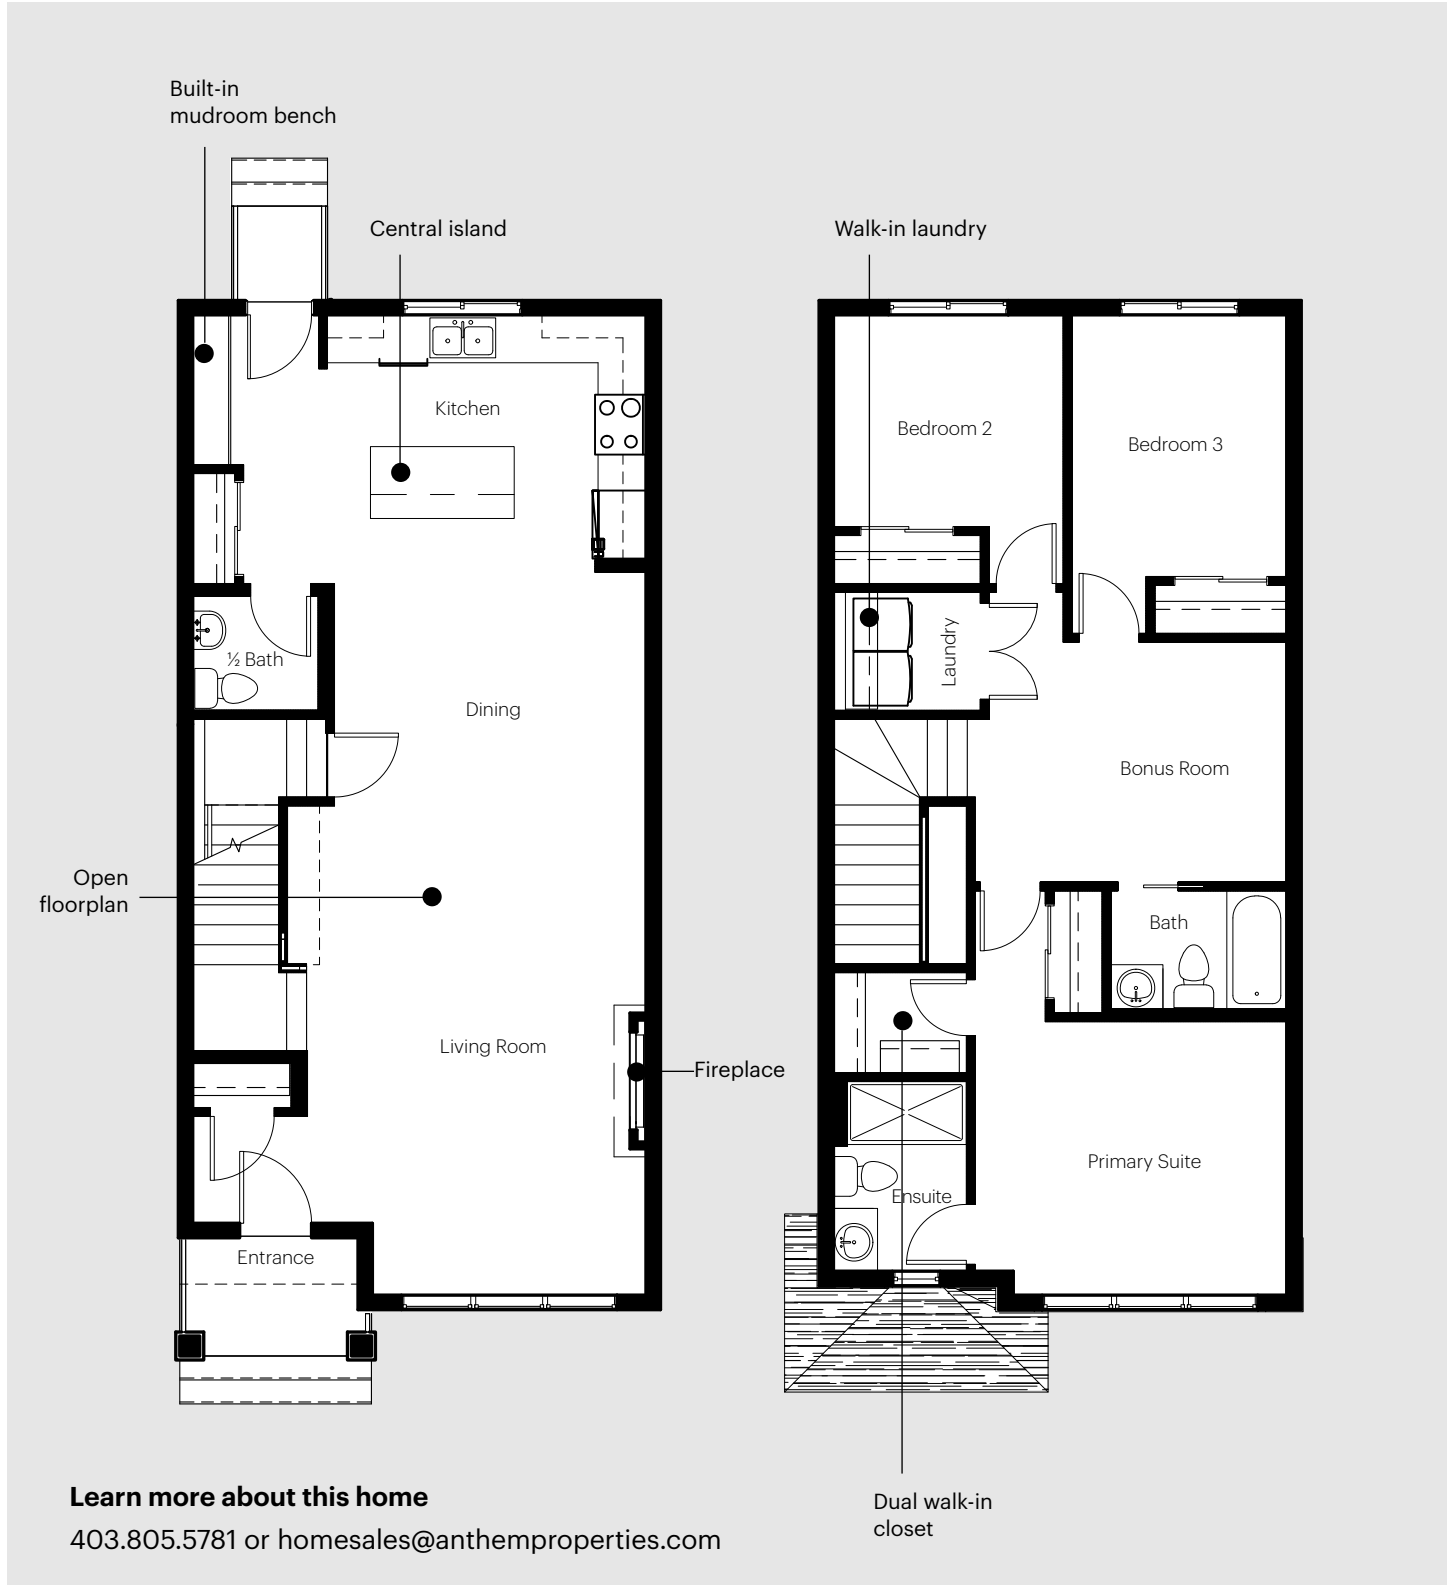 Built-in
mudroom bench
Central island
Walk-in laundry
Kitchen
Bedroom 2
Bedroom 3
Laundry
½ Bath
Dining
Bonus Room
Open
floorplan
Bath
Living Room
Fireplace
Primary Suite
Ensuite
Entrance
Learn more about this home
403.805.5781 or homesales@anthemproperties.com
Dual walk-in
closet